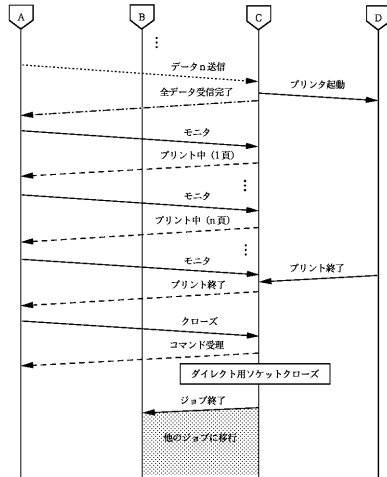 A B C D
データn送信
プリンタ起動
全データ受信完了
モニタ
プリント中 (1頁)
モニタ
プリント中 (n頁)
モニタ
プリント終了
プリント終了
クローズ
コマンド受理
ダイレクト用ソケットクローズ
ジョブ終了
他のジョブに移行